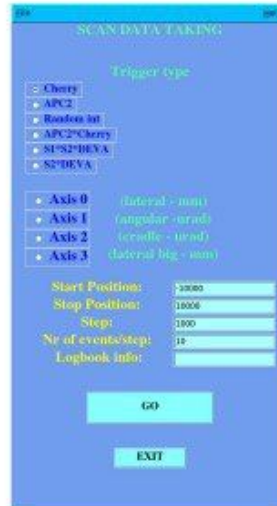 SCAN DATA TAKING
Trigger type
Cherry
APC2
Random int
APC2*Cherry
S1*S2*DEVA
S2*DEVA
Axis 0 (lateral - mm)
Axis 1 (angular -urad)
Axis 2 (cradle - urad)
Axis 3 (lateral big - mm)
Start Position: -10000
Stop Position: 10000
Step: 1000
Nr of events/step: 10
Logbook info:
GO
EXIT